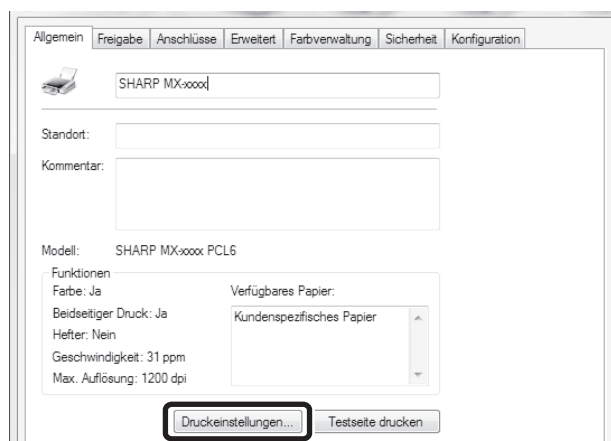 Allgemein Freigabe Anschlüsse Erweitert Farbverwaltung Sicherheit Konfiguration
SHARP MX-xxxx
Standort:
Kommentar:
Modell: SHARP MX-xxxx PCL6
Funktionen
Farbe: Ja Verfügbares Papier:
Beidseitiger Druck: Ja Kundenspezifisches Papier
Hefter: Nein
Geschwindigkeit: 31 ppm
Max. Auflösung: 1200 dpi
Druckeinstellungen... Testseite drucken